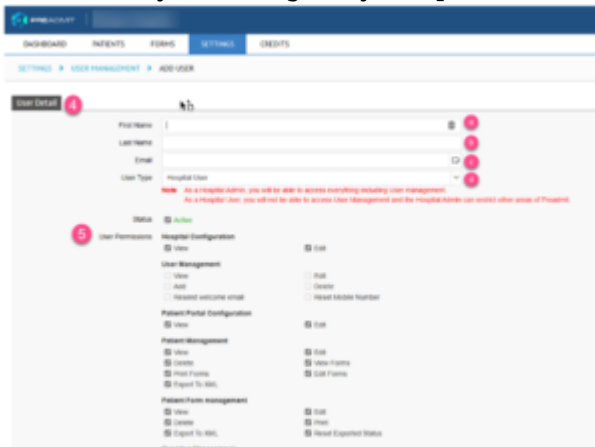 DASHBOARD PATIENTS FORMS SETTINGS CREDITS
SETTINGS USER MANAGEMENT ADD USER
User Detail 4
First Name a
Last Name b
Email c
User Type Hospital User d
Note: As a Hospital Admin, you will be able to access everything including User management.
As a Hospital User, you will not be able to access User Management and the Hospital Admin can restrict other areas of Preadmit.
Status Active
5 User Permissions Hospital Configuration
View Edit
User Management
View Edit
Add Delete
Resend welcome email Reset Mobile Number
Patient Portal Configuration
View Edit
Patient Management
View Edit
Delete View Forms
Print Forms Edit Forms
Export To XML
Patient Form management
View Edit
Delete Print
Export To XML Reset Exported Status